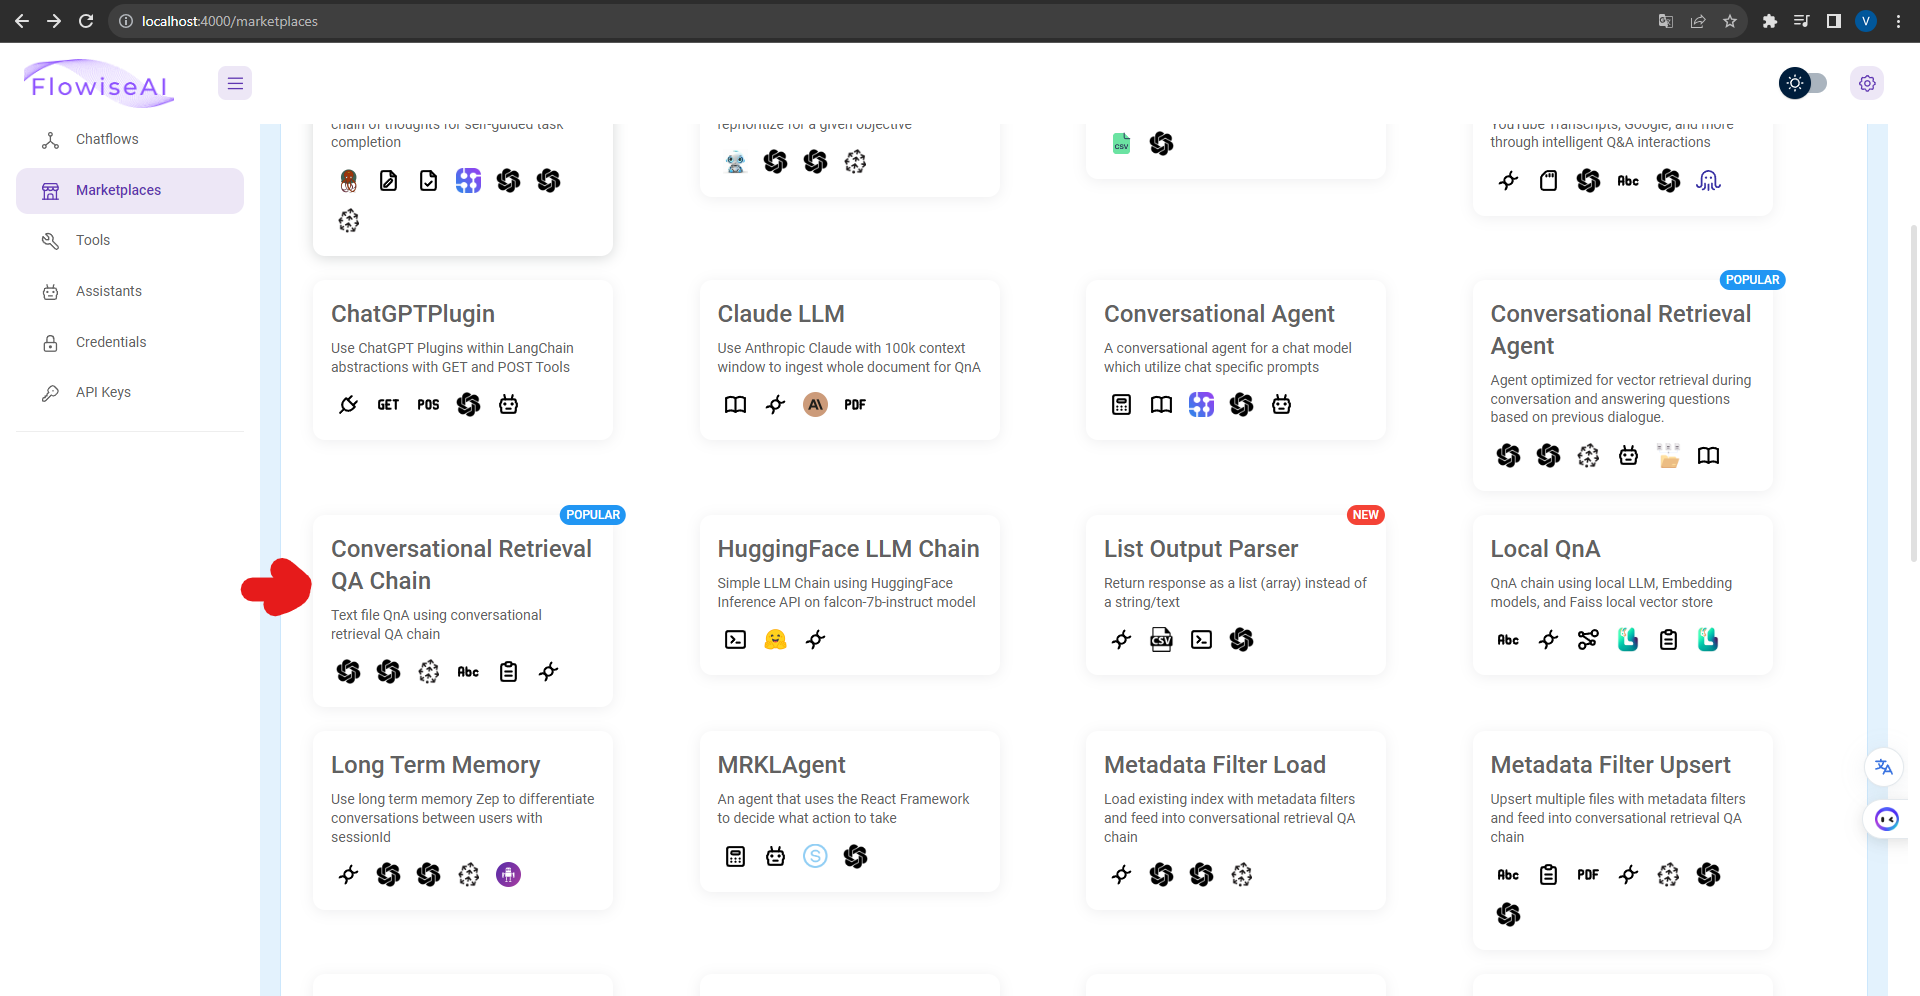 localhost:4000/marketplaces
V
FlowiseAI
Chatflows
Marketplaces
Tools
Assistants
Credentials
API Keys
chain of thoughts for self-guided task
completion
reprioritize for a given objective
CSV
YouTube Transcripts, Google, and more
through intelligent Q&A interactions
Abc
ChatGPTPlugin
Use ChatGPT Plugins within LangChain
abstractions with GET and POST Tools
GET POS
Claude LLM
Use Anthropic Claude with 100k context
window to ingest whole document for QnA
A\ PDF
Conversational Agent
A conversational agent for a chat model
which utilize chat specific prompts
POPULAR
Conversational Retrieval
Agent
Agent optimized for vector retrieval during
conversation and answering questions
based on previous dialogue.
POPULAR
Conversational Retrieval
QA Chain
Text file QnA using conversational
retrieval QA chain
Abc
HuggingFace LLM Chain
Simple LLM Chain using HuggingFace
Inference API on falcon-7b-instruct model
NEW
List Output Parser
Return response as a list (array) instead of
a string/text
CSV
Local QnA
QnA chain using local LLM, Embedding
models, and Faiss local vector store
Abc
Long Term Memory
Use long term memory Zep to differentiate
conversations between users with
sessionId
MRKLAgent
An agent that uses the React Framework
to decide what action to take
S
Metadata Filter Load
Load existing index with metadata filters
and feed into conversational retrieval QA
chain
Metadata Filter Upsert
Upsert multiple files with metadata filters
and feed into conversational retrieval QA
chain
Abc PDF